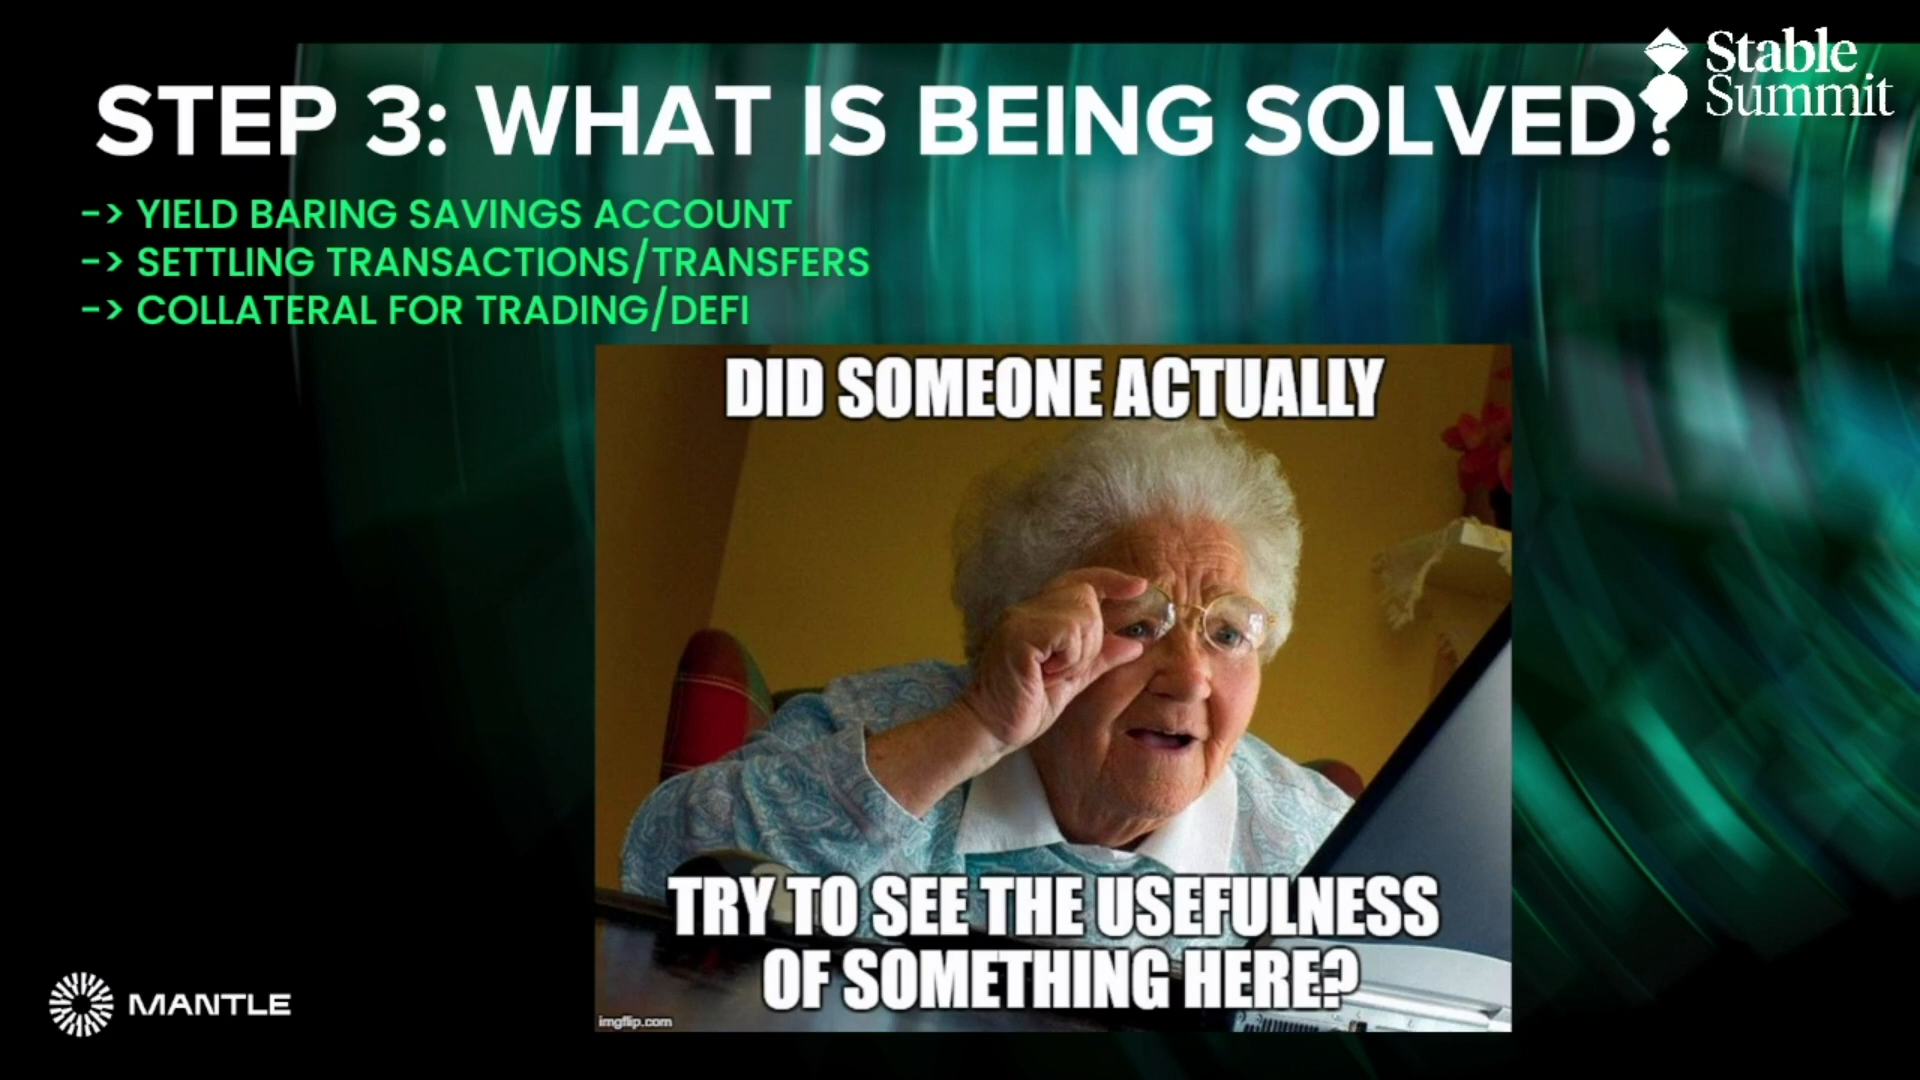 Stable
Summit
STEP 3: WHAT IS BEING SOLVED?
-> YIELD BARING SAVINGS ACCOUNT
-> SETTLING TRANSACTIONS/TRANSFERS
-> COLLATERAL FOR TRADING/DEFI
DID SOMEONE ACTUALLY
TRY TO SEE THE USEFULNESS
OF SOMETHING HERE?
imgflip.com
MANTLE